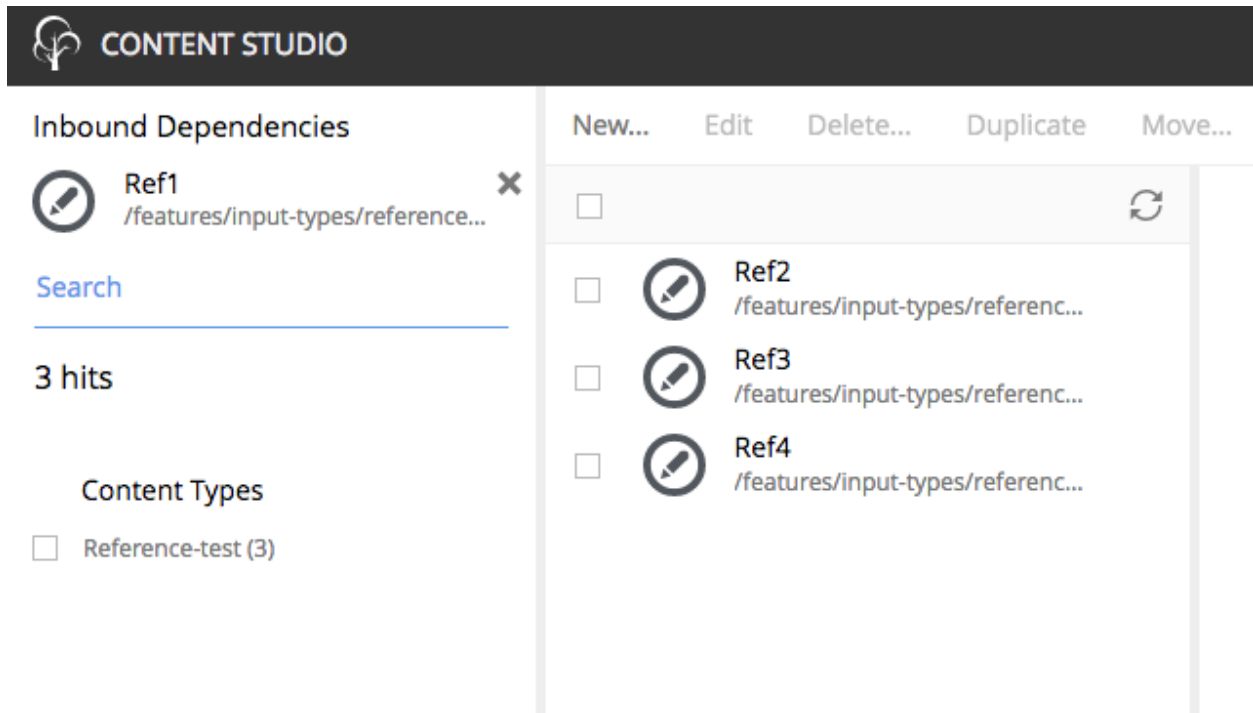 CONTENT STUDIO
Inbound Dependencies
Ref1
/features/input-types/reference...
Search
3 hits
Content Types
Reference-test (3)
New... Edit Delete... Duplicate Move...
Ref2
/features/input-types/referenc...
Ref3
/features/input-types/referenc...
Ref4
/features/input-types/referenc...